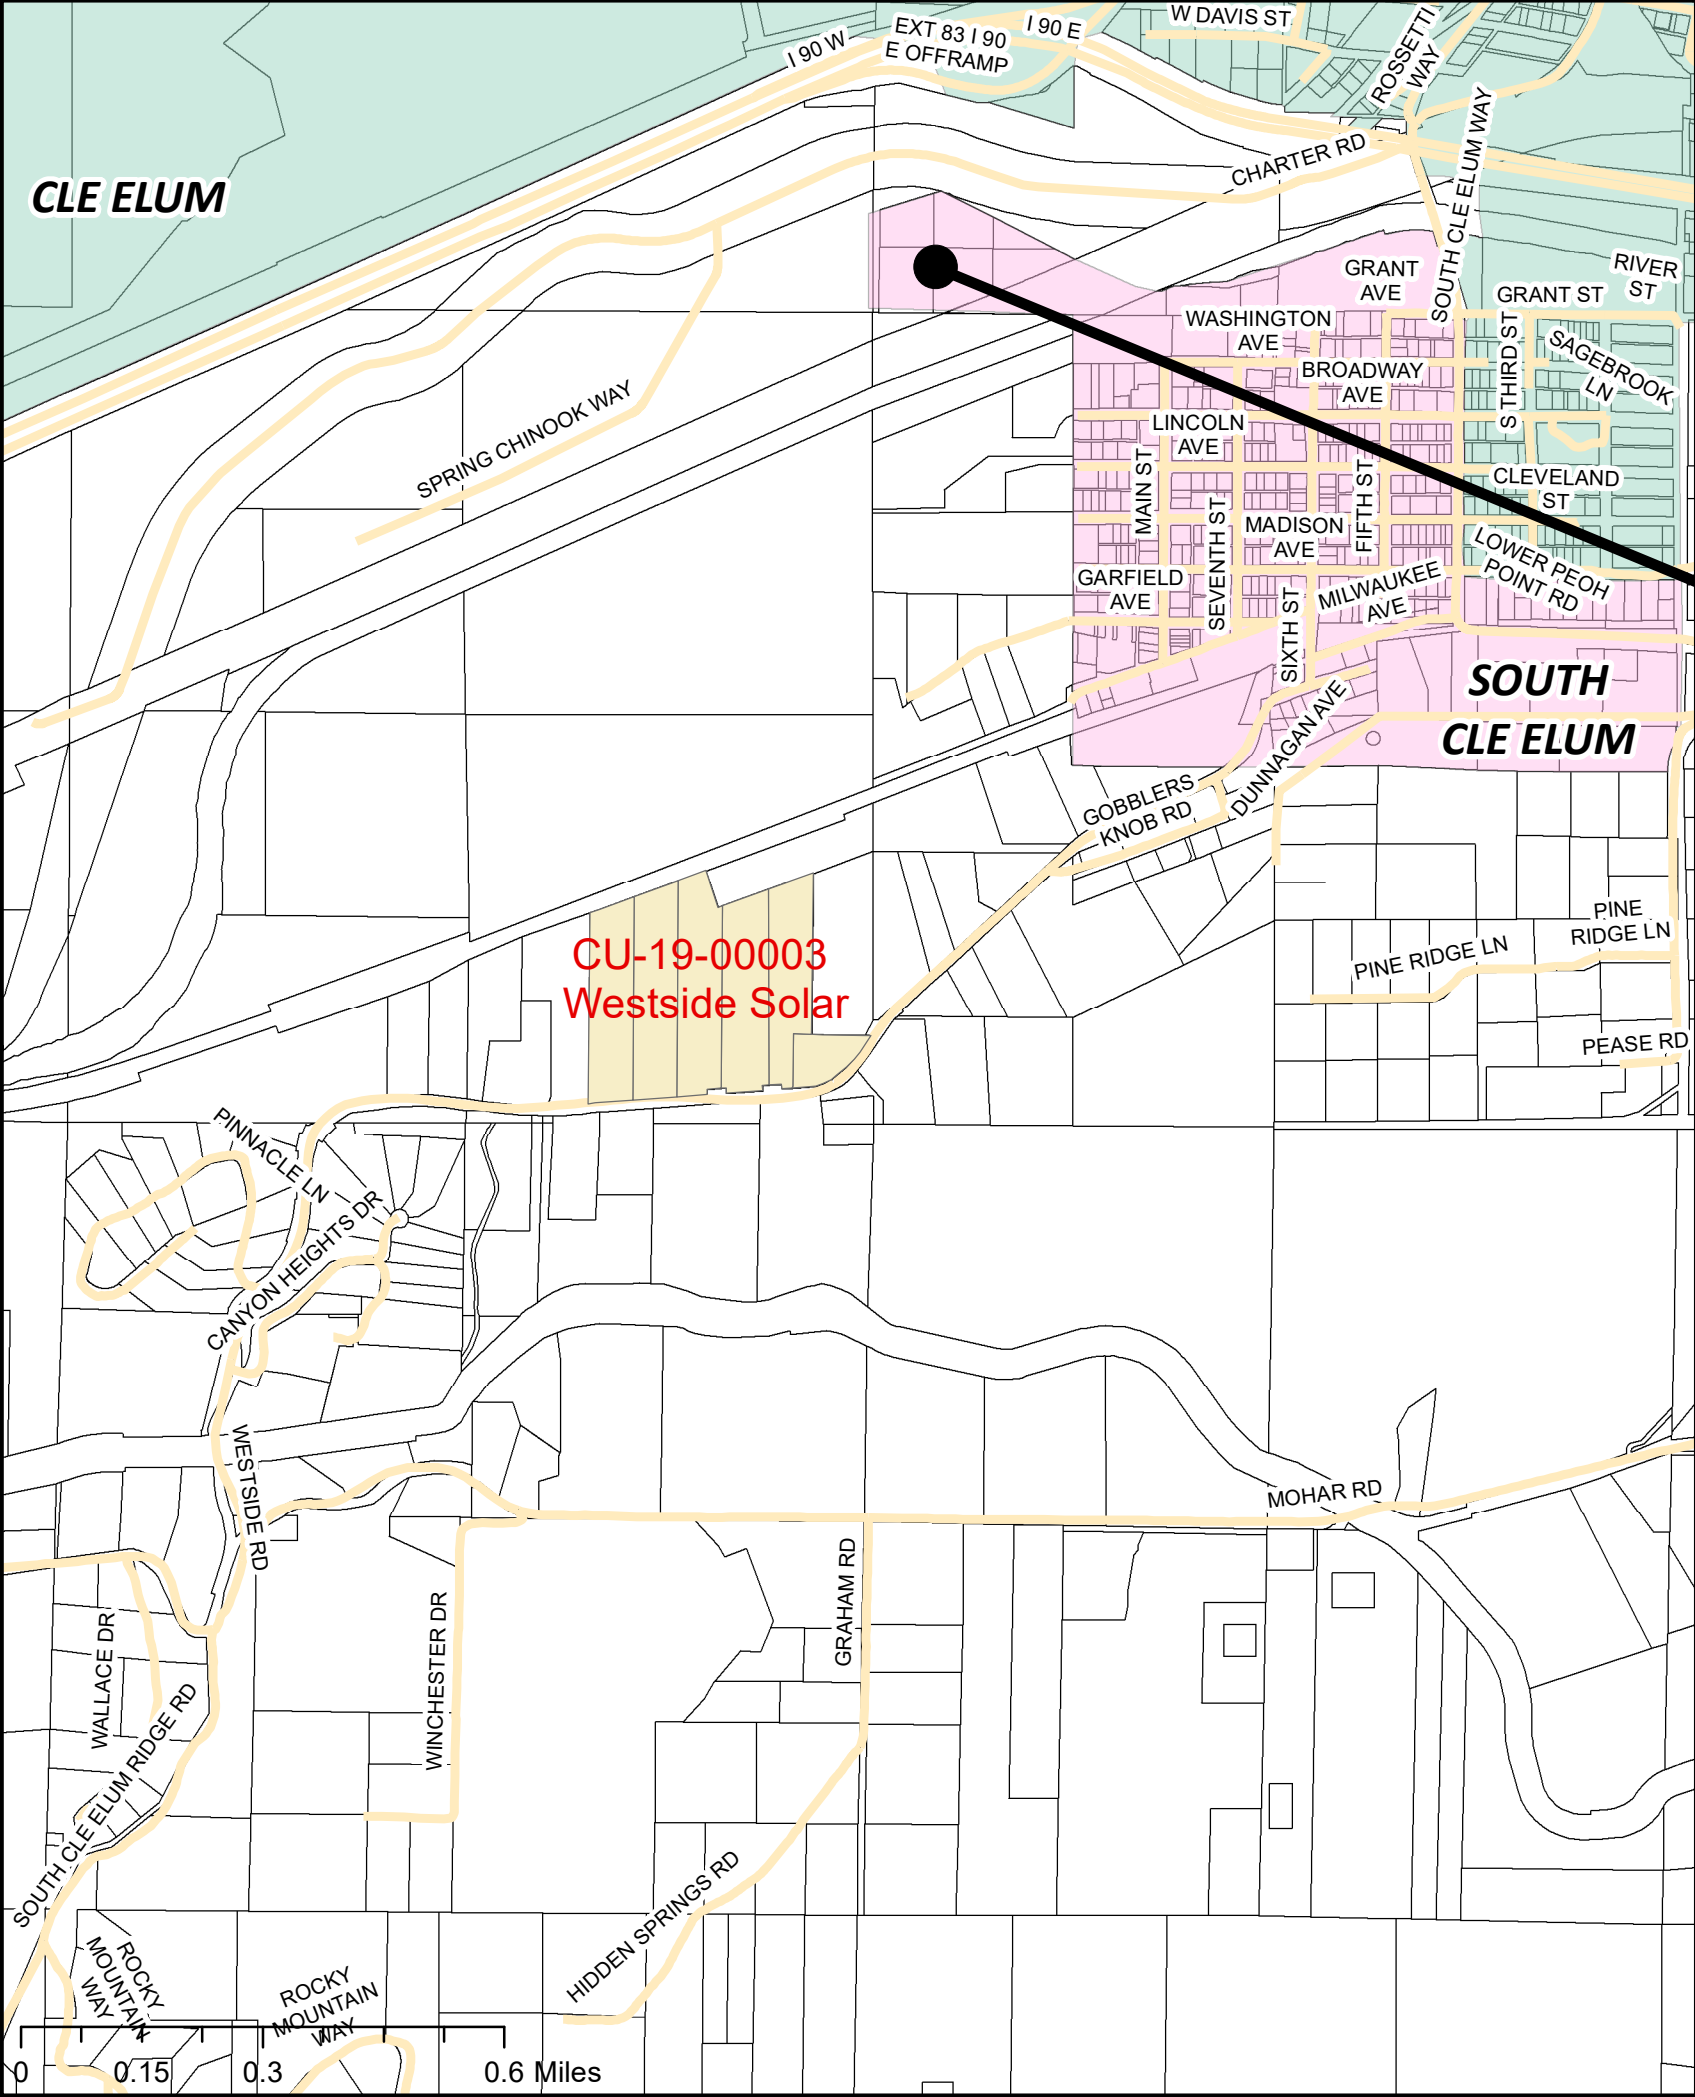 W DAVIS ST
I 90 W
EXT 83 I 90
E OFFRAMP
I 90 E
ROSSETTI
WAY
CLE ELUM
CHARTER RD
SOUTH CLE ELUM WAY
GRANT
AVE
RIVER
ST
GRANT ST
WASHINGTON
AVE
S THIRD ST
SAGEBROOK
LN
BROADWAY
AVE
SPRING CHINOOK WAY
LINCOLN
AVE
MAIN ST
FIFTH ST
CLEVELAND
ST
SEVENTH ST
MADISON
AVE
LOWER PEOH
POINT RD
GARFIELD
AVE
MILWAUKEE
AVE
SIXTH ST
SOUTH
CLE ELUM
DUNNAGAN AVE
GOBBLERS
KNOB RD
PINE
RIDGE LN
PINE RIDGE LN
CU-19-00003
Westside Solar
PEASE RD
PINNACLE LN
CANYON HEIGHTS DR
WESTSIDE RD
MOHAR RD
GRAHAM RD
WINCHESTER DR
WALLACE DR
SOUTH CLE ELUM RIDGE RD
HIDDEN SPRINGS RD
ROCKY
MOUNTAIN
WAY
ROCKY
MOUNTAIN
WAY
0 0.15 0.3 0.6 Miles